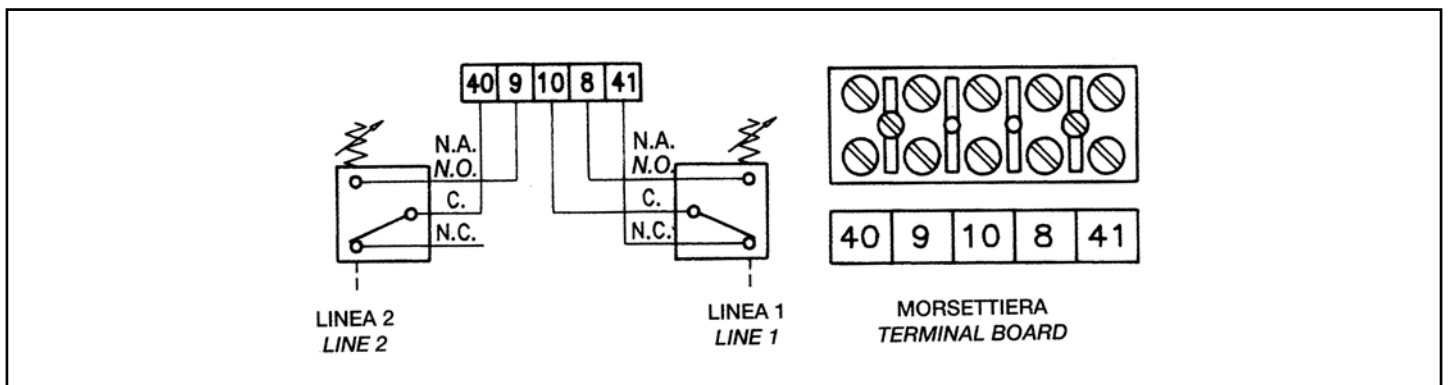 40 9 10 8 41
N.A.
N.O.
C.
N.C.
LINEA 2
LINE 2
N.A.
N.O.
C.
N.C.
LINEA 1
LINE 1
40 9 10 8 41
MORSETTIERA
TERMINAL BOARD